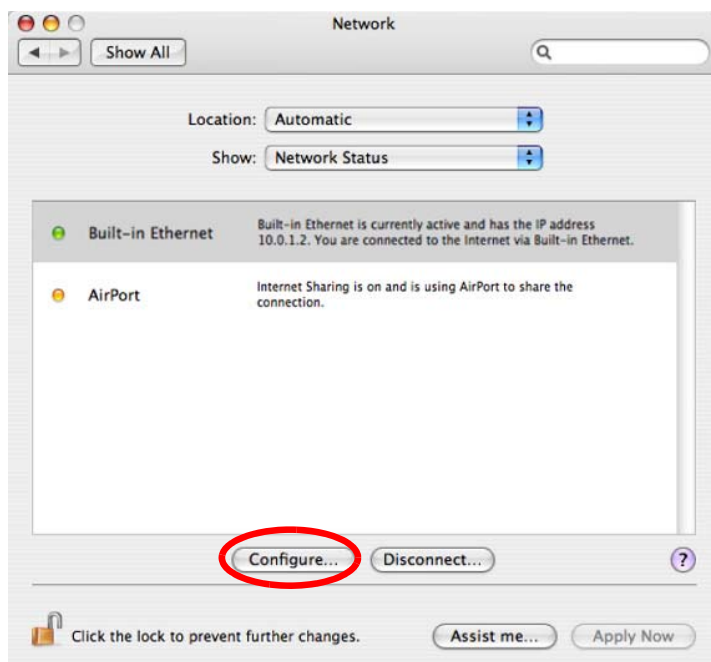 Network
Show All
Location: Automatic
Show: Network Status
Built-in Ethernet
Built-in Ethernet is currently active and has the IP address
10.0.1.2. You are connected to the Internet via Built-in Ethernet.
AirPort
Internet Sharing is on and is using AirPort to share the
connection.
Configure... Disconnect... ?
Click the lock to prevent further changes. Assist me... Apply Now